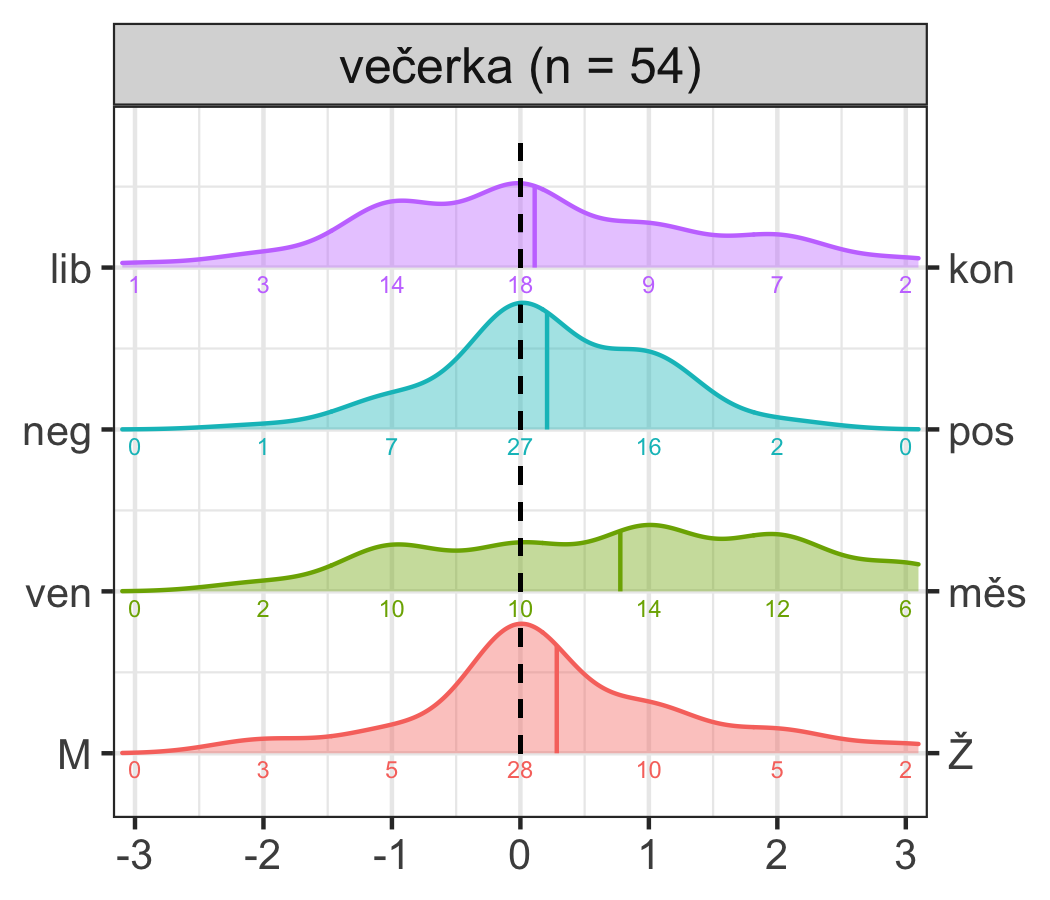 večerka (n = 54)
lib kon
1 3 14 18 9 7 2
neg pos
0 1 7 27 16 2 0
ven měs
0 2 10 10 14 12 6
M Ž
0 3 5 28 10 5 2
-3 -2 -1 0 1 2 3